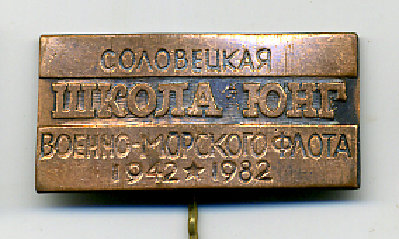 СОЛОВЕЦКАЯ
ШКОЛА ЮНГ
ВОЕННО-МОРСКОГО ФЛОТА
1942★1982